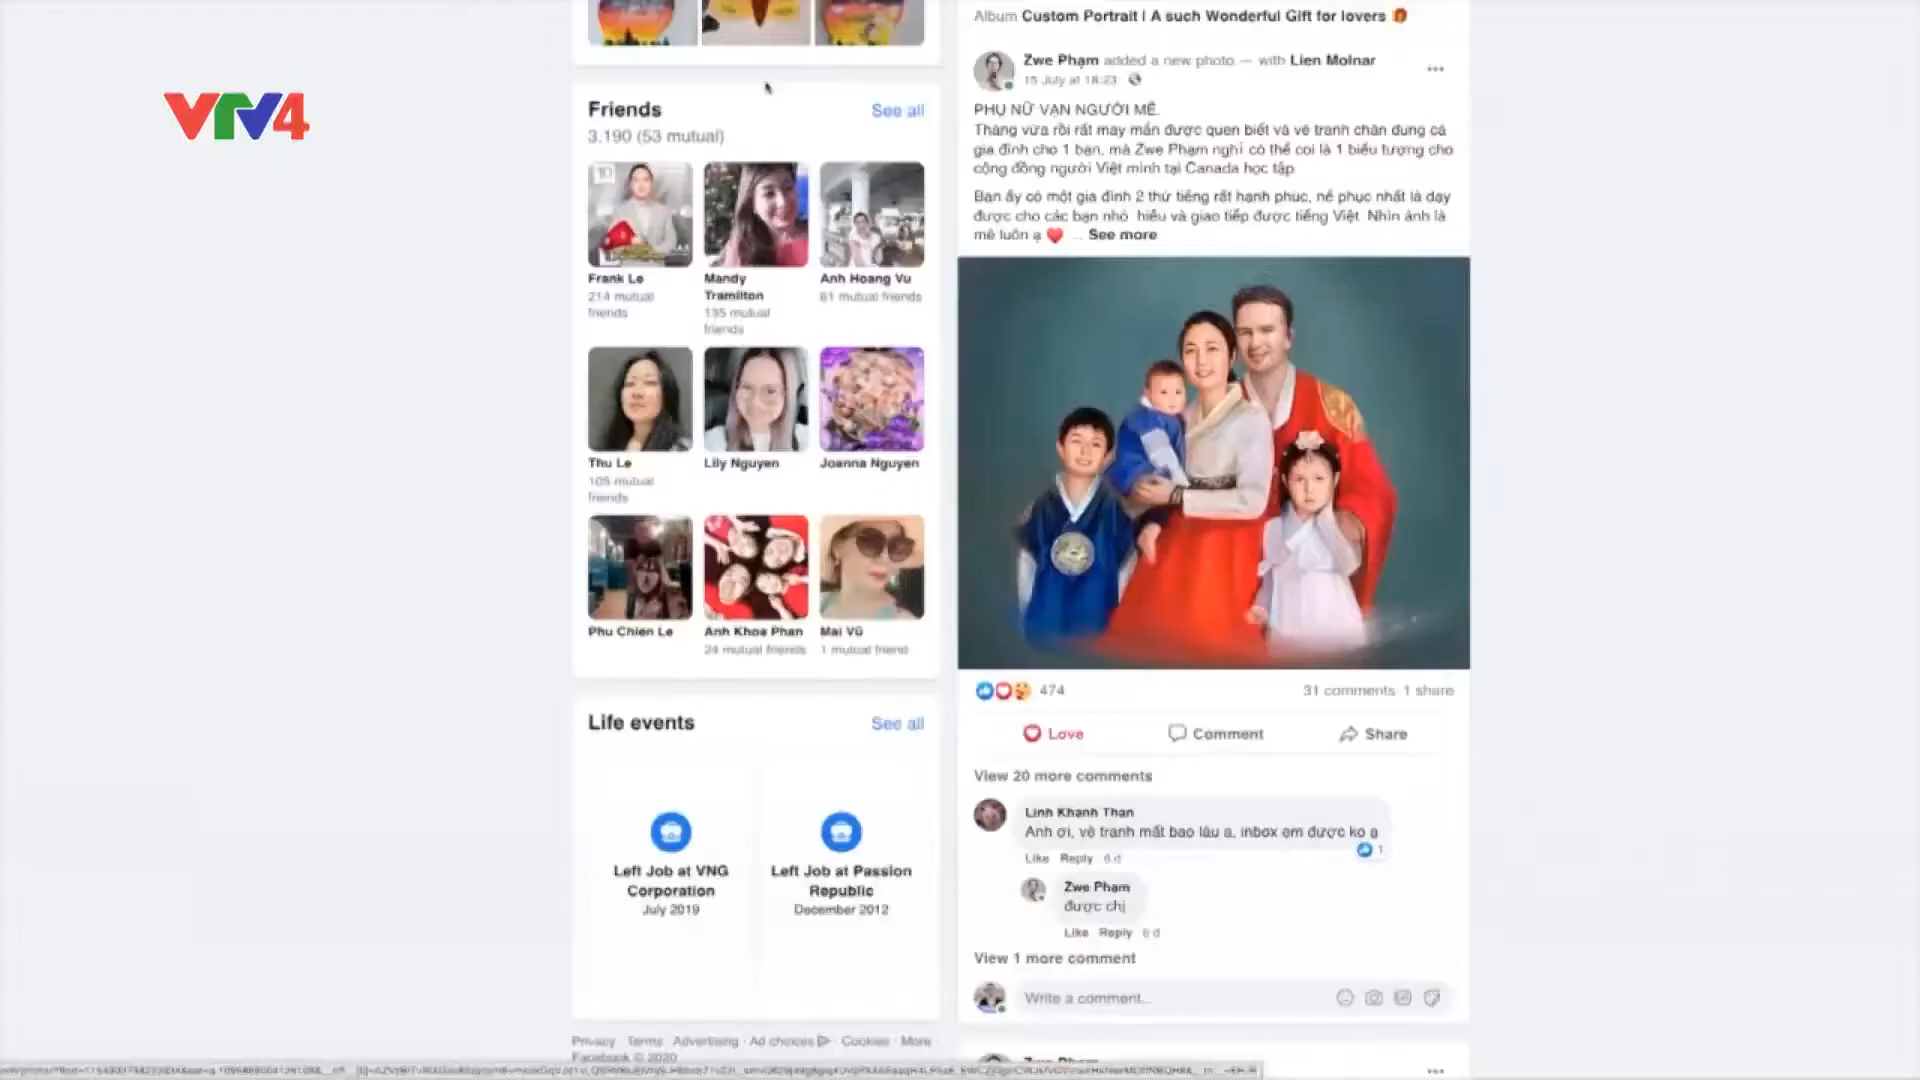 VTV4
Friends
See all
3.190 (53 mutual)
Frank Le
214 mutual
friends
Mandy
Tramilton
135 mutual
friends
Anh Hoang Vu
61 mutual friends
Thu Le
105 mutual
friends
Lily Nguyen
Joanna Nguyen
Phu Chien Le
Anh Khoa Phan
24 mutual friends
Mai Vũ
1 mutual friend
Life events
See all
Left Job at VNG
Corporation
July 2019
Left Job at Passion
Republic
December 2012
Privacy · Terms · Advertising · Ad choices · Cookies · More ·
Facebook © 2020
Album Custom Portrait | A such Wonderful Gift for lovers
Zwe Phạm added a new photo — with Lien Molnar
15 July at 18:23
PHỤ NỮ VẠN NGƯỜI MÊ.
Tháng vừa rồi rất may mắn được quen biết và vẽ tranh chân dung cả
gia đình cho 1 bạn, mà Zwe Phạm nghĩ có thể coi là 1 biểu tượng cho
cộng đồng người Việt mình tại Canada học tập
Bạn ấy có một gia đình 2 thứ tiếng rất hạnh phúc, nể phục nhất là dạy
được cho các bạn nhỏ hiểu và giao tiếp được tiếng Việt. Nhìn ảnh là
mê luôn ạ ❤️ ... See more
474
31 comments 1 share
Love
Comment
Share
View 20 more comments
Linh Khanh Than
Anh ơi, vẽ tranh mất bao lâu ạ, inbox em được ko ạ
1
Like Reply 6 d
Zwe Phạm
được chị
Like Reply 6 d
View 1 more comment
Write a comment...
Zwe Phạm